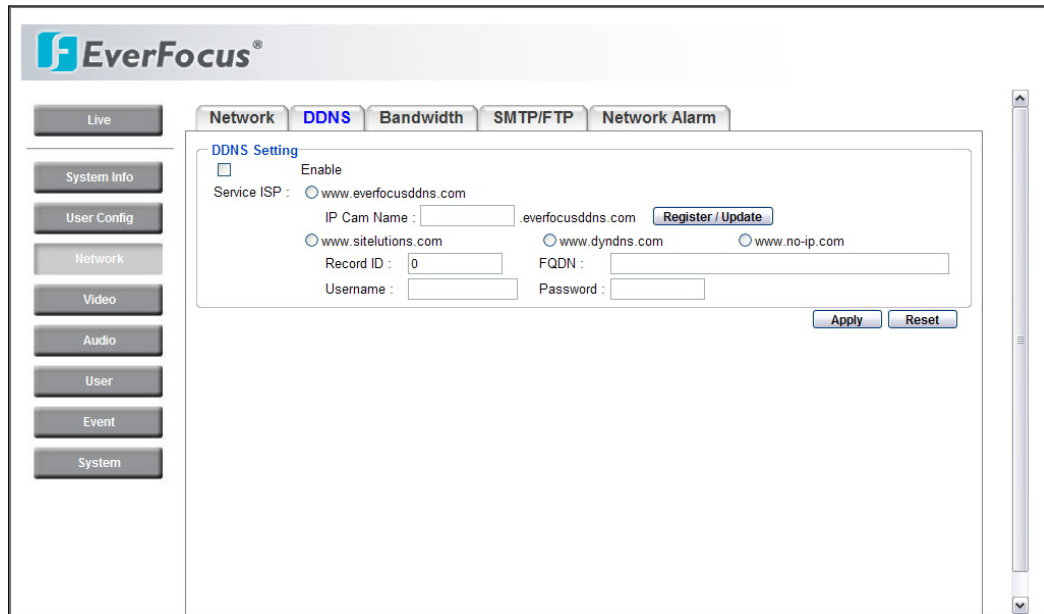 EverFocus®
Live
System Info
User Config
Network
Video
Audio
User
Event
System
Network DDNS Bandwidth SMTP/FTP Network Alarm
DDNS Setting
Enable
Service ISP : www.everfocusddns.com
IP Cam Name : .everfocusddns.com Register / Update
www.sitelutions.com www.dyndns.com www.no-ip.com
Record ID : 0 FQDN :
Username : Password :
Apply Reset